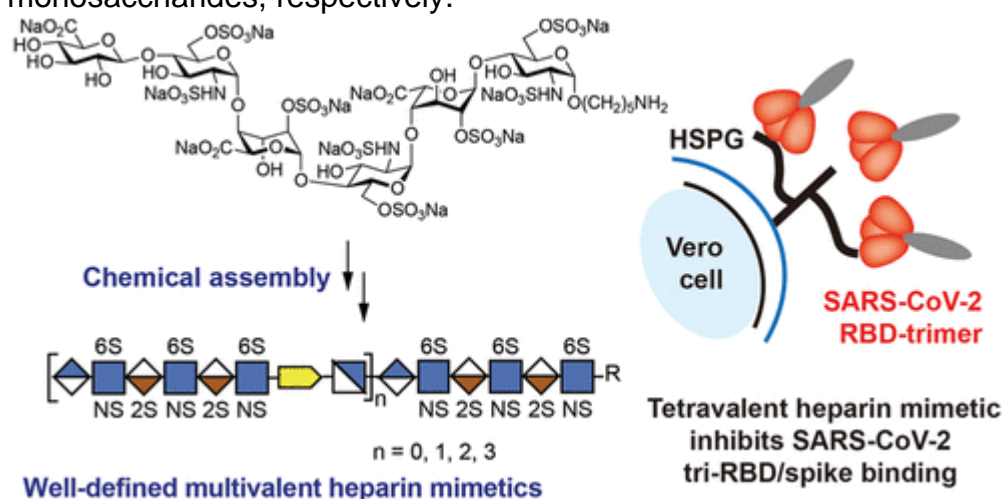 monosaccharides, respectively.
NaO2C
HO
HO
HO
O
O
OSO3Na
O
HO
NaO3SHN
O
OSO3Na
NaO2C
O
OH
O
NaO3SHN
HO
O
OSO3Na
O
NaO2C
OH
O
O
OSO3Na
OSO3Na
O
HO
NaO3SHN
O(CH2)5NH2
HSPG
Vero
cell
SARS-CoV-2
RBD-trimer
Chemical assembly
6S 6S 6S 6S 6S 6S
n R
NS 2S NS 2S NS NS 2S NS 2S NS
n = 0, 1, 2, 3
Well-defined multivalent heparin mimetics
Tetravalent heparin mimetic
inhibits SARS-CoV-2
tri-RBD/spike binding